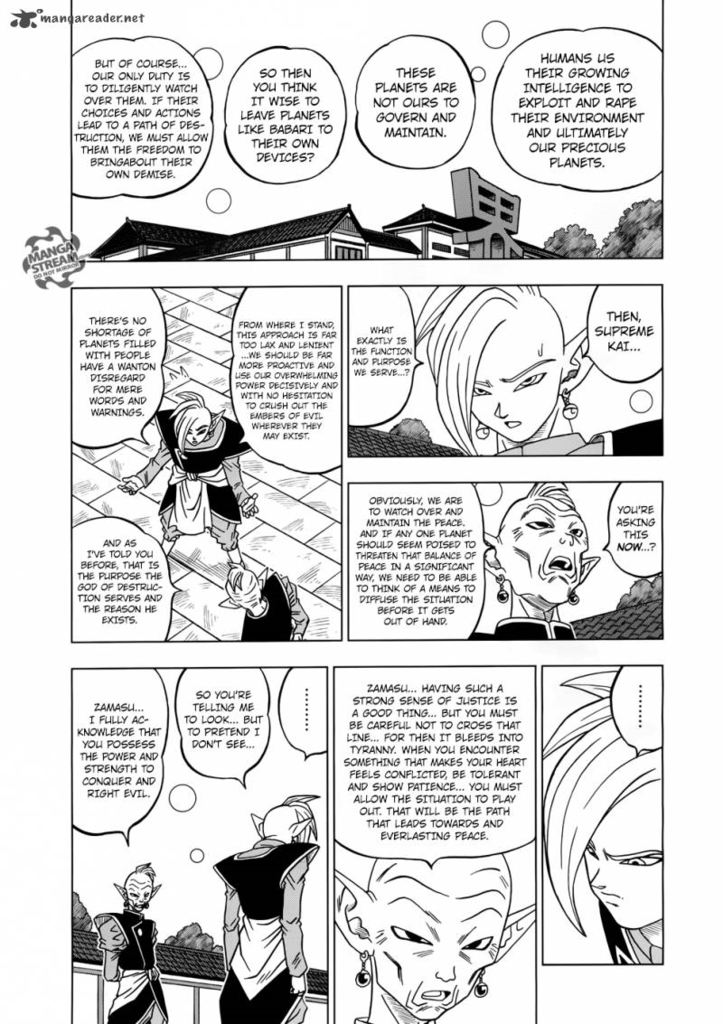 mangareader.net
HUMANS US
THEIR GROWING
INTELLIGENCE TO
EXPLOIT AND RAPE
THEIR ENVIRONMENT
AND ULTIMATELY
OUR PRECIOUS
PLANETS.
THESE
PLANETS ARE
NOT OURS TO
GOVERN AND
MAINTAIN.
SO THEN
YOU THINK
IT WISE TO
LEAVE PLANETS
LIKE BABARI TO
THEIR OWN
DEVICES?
BUT OF COURSE...
OUR ONLY DUTY IS
TO DILIGENTLY WATCH
OVER THEM. IF THEIR
CHOICES AND ACTIONS
LEAD TO A PATH OF DES-
TRUCTION, WE MUST ALLOW
THEM THE FREEDOM TO
BRINGABOUT THEIR
OWN DEMISE.
界
MANGA
STREAM
DO NOT MIRROR
THEN,
SUPREME
KAI...
WHAT
EXACTLY IS
THE FUNCTION
AND PURPOSE
WE SERVE...?
YOU'RE
ASKING
THIS
NOW...?
OBVIOUSLY, WE ARE
TO WATCH OVER AND
MAINTAIN THE PEACE.
AND IF ANY ONE PLANET
SHOULD SEEM POISED TO
THREATEN THAT BALANCE OF
PEACE IN A SIGNIFICANT
WAY, WE NEED TO BE ABLE
TO THINK OF A MEANS TO
DIFFUSE THE SITUATION
BEFORE IT GETS
OUT OF HAND.
FROM WHERE I STAND,
THIS APPROACH IS FAR
TOO LAX AND LENIENT
...WE SHOULD BE FAR
MORE PROACTIVE AND
USE OUR OVERWHELMING
POWER DECISIVELY AND
WITH NO HESITATION
TO CRUSH OUT THE
EMBERS OF EVIL
WHEREVER THEY
MAY EXIST.
THERE'S NO
SHORTAGE OF
PLANETS FILLED
WITH PEOPLE
HAVE A WANTON
DISREGARD
FOR MERE
WORDS AND
WARNINGS.
AND AS
I'VE TOLD YOU
BEFORE, THAT IS
THE PURPOSE THE
GOD OF DESTRUC-
TION SERVES AND
THE REASON HE
EXISTS.
........
ZAMASU... HAVING SUCH A
STRONG SENSE OF JUSTICE IS
A GOOD THING... BUT YOU MUST
BE CAREFUL NOT TO CROSS THAT
LINE... FOR THEN IT BLEEDS INTO
TYRANNY. WHEN YOU ENCOUNTER
SOMETHING THAT MAKES YOUR HEART
FEELS CONFLICTED, BE TOLERANT
AND SHOW PATIENCE... YOU MUST
ALLOW THE SITUATION TO PLAY
OUT. THAT WILL BE THE PATH
THAT LEADS TOWARDS AND
EVERLASTING PEACE.
........
SO YOU'RE
TELLING ME
TO LOOK... BUT
TO PRETEND I
DON'T SEE...
ZAMASU...
I FULLY AC-
KNOWLEDGE THAT
YOU POSSESS
THE POWER AND
STRENGTH TO
CONQUER AND
RIGHT EVIL.